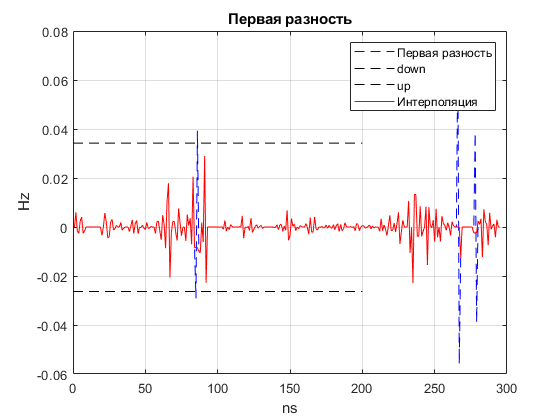 Первая разность
0.08
0.06
0.04
0.02
0
-0.02
-0.04
-0.06
Hz
Первая разность
down
up
Интерполяция
0 50 100 150 200 250 300
ns